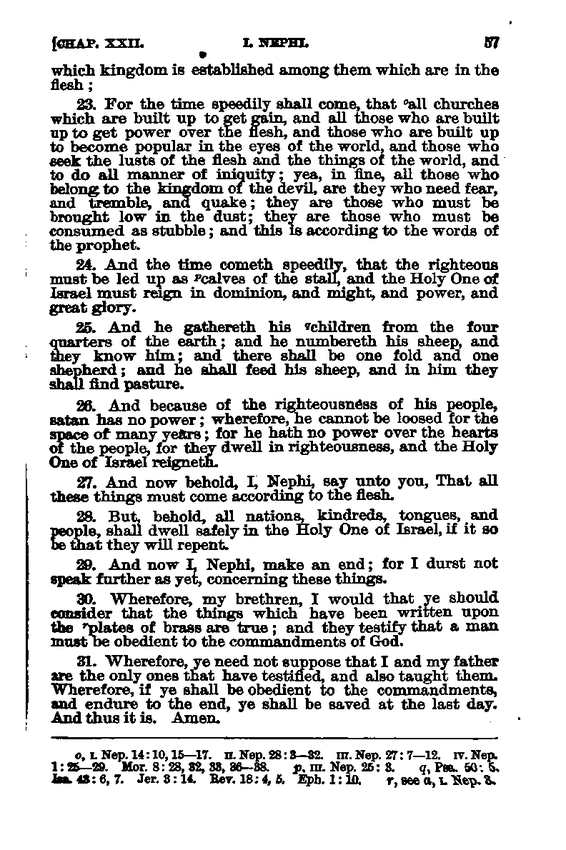 [CHAP. XXII. I. NEPHI. 57
which kingdom is established among them which are in the
flesh;
23. For the time speedily shall come, that °all churches
which are built up to get gain, and all those who are built
up to get power over the flesh, and those who are built up
to become popular in the eyes of the world, and those who
seek the lusts of the flesh and the things of the world, and
to do all manner of iniquity; yea, in fine, all those who
belong to the kingdom of the devil, are they who need fear,
and tremble, and quake; they are those who must be
brought low in the dust; they are those who must be
consumed as stubble; and this is according to the words of
the prophet.
24. And the time cometh speedily, that the righteous
must be led up as ᵖcalves of the stall, and the Holy One of
Israel must reign in dominion, and might, and power, and
great glory.
25. And he gathereth his qchildren from the four
quarters of the earth; and he numbereth his sheep, and
they know him; and there shall be one fold and one
shepherd; and he shall feed his sheep, and in him they
shall find pasture.
26. And because of the righteousness of his people,
satan has no power; wherefore, he cannot be loosed for the
space of many years; for he hath no power over the hearts
of the people, for they dwell in righteousness, and the Holy
One of Israel reigneth.
27. And now behold, I, Nephi, say unto you, That all
these things must come according to the flesh.
28. But, behold, all nations, kindreds, tongues, and
people, shall dwell safely in the Holy One of Israel, if it so
be that they will repent.
29. And now I, Nephi, make an end; for I durst not
speak further as yet, concerning these things.
30. Wherefore, my brethren, I would that ye should
consider that the things which have been written upon
the ʳplates of brass are true; and they testify that a man
must be obedient to the commandments of God.
31. Wherefore, ye need not suppose that I and my father
are the only ones that have testified, and also taught them.
Wherefore, if ye shall be obedient to the commandments,
and endure to the end, ye shall be saved at the last day.
And thus it is. Amen.
o, I. Nep. 14:10, 15—17. II. Nep. 28:3—32. III. Nep. 27:7—12. IV. Nep.
1:25—29. Mor. 8:28, 32, 33, 36—38. p, III. Nep. 25:3. q, Psa. 50:5.
Isa. 43:6, 7. Jer. 3:14. Rev. 18:4, 5. Eph. 1:10. r, see a, I. Nep. 3.